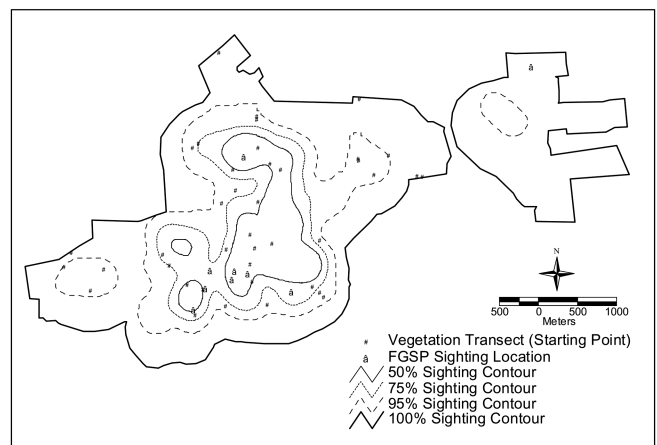 N
500 0 500 1000
Meters
# Vegetation Transect (Starting Point)
â FGSP Sighting Location
50% Sighting Contour
75% Sighting Contour
95% Sighting Contour
100% Sighting Contour